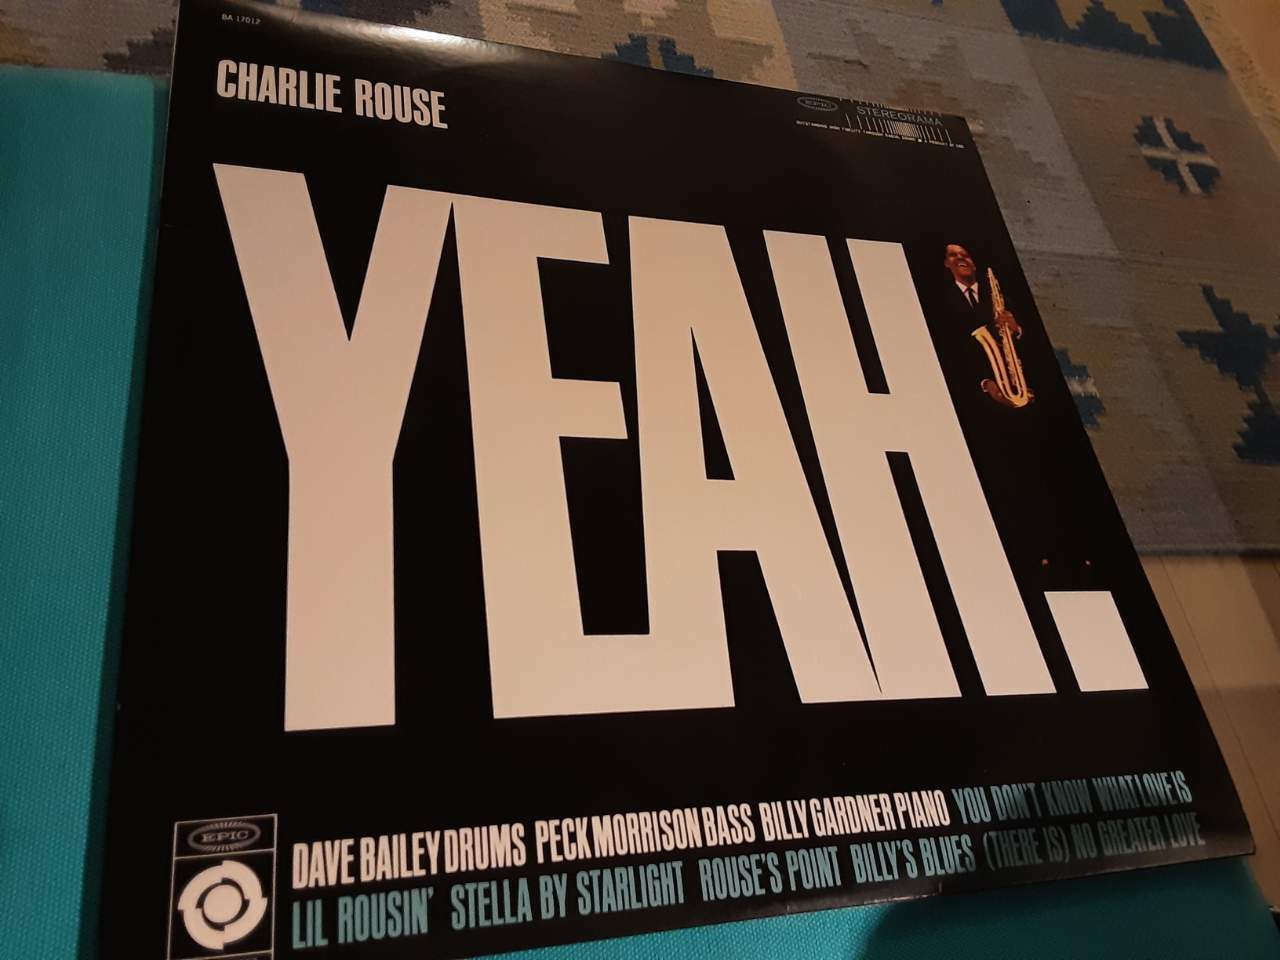 BA 17012
CHARLIE ROUSE
EPIC
STEREORAMA
YEAH.
EPIC
DAVE BAILEY DRUMS PECK MORRISON BASS BILLY GARDNER PIANO YOU DON'T KNOW WHAT LOVE IS
LIL ROUSIN' STELLA BY STARLIGHT ROUSE'S POINT BILLY'S BLUES (THERE IS) NO GREATER LOVE